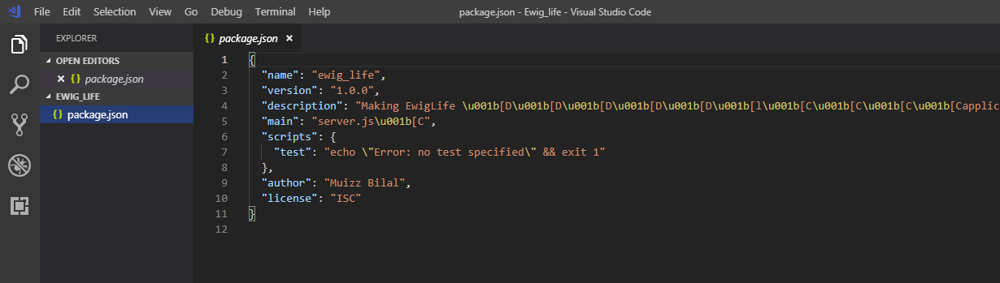 File Edit Selection View Go Debug Terminal Help package.json - Ewig_life - Visual Studio Code
EXPLORER
OPEN EDITORS
× {} package.json
EWIG_LIFE
{} package.json
{} package.json ×
1 {
2 "name": "ewig_life",
3 "version": "1.0.0",
4 "description": "Making EwigLife \u001b[D\u001b[D\u001b[D\u001b[D\u001b[D\u001b[l\u001b[C\u001b[C\u001b[C\u001b[Capplic
5 "main": "server.js\u001b[C",
6 "scripts": {
7 "test": "echo \"Error: no test specified\" && exit 1"
8 },
9 "author": "Muizz Bilal",
10 "license": "ISC"
11 }
12